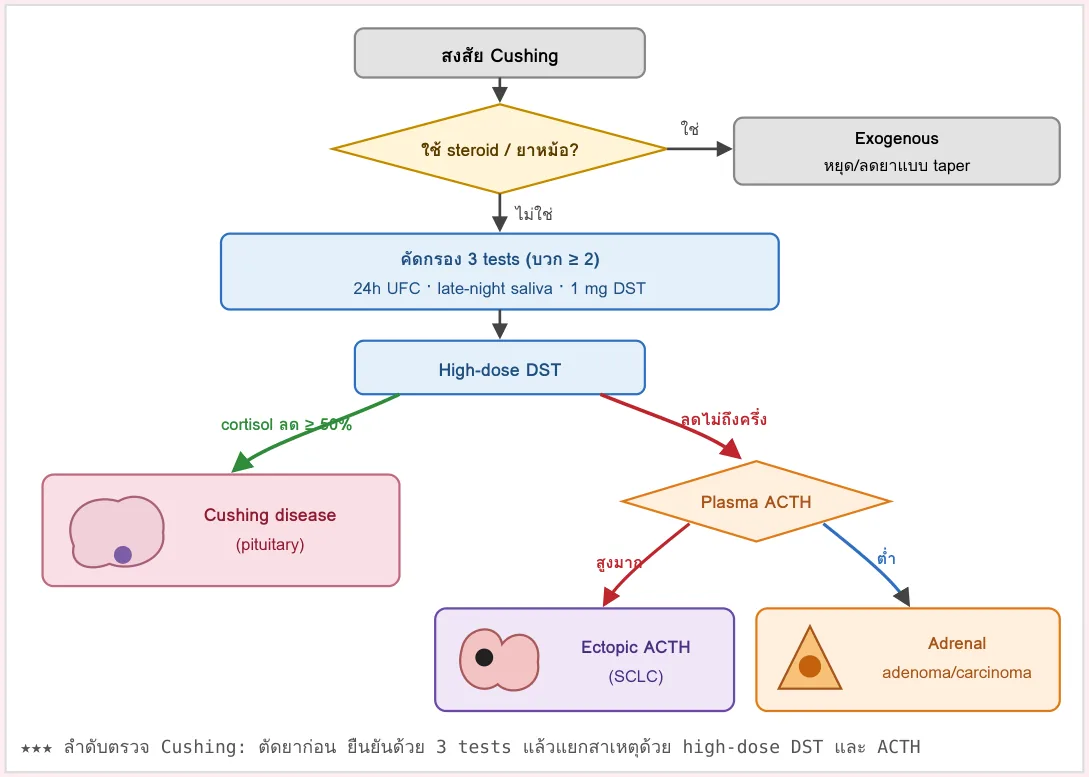 สงสัย Cushing
ใช้ steroid / ยาหม้อ?
ใช่
Exogenous
หยุด/ลดยาแบบ taper
ไม่ใช่
คัดกรอง 3 tests (บวก ≥ 2)
24h UFC · late-night saliva · 1 mg DST
High-dose DST
cortisol ลด ≥ 50%
ลดไม่ถึงครึ่ง
Cushing disease
(pituitary)
Plasma ACTH
สูงมาก
ต่ำ
Ectopic ACTH
(SCLC)
Adrenal
adenoma/carcinoma
★★★ ลำดับตรวจ Cushing: ตัดยาก่อน ยืนยันด้วย 3 tests แล้วแยกสาเหตุด้วย high-dose DST และ ACTH